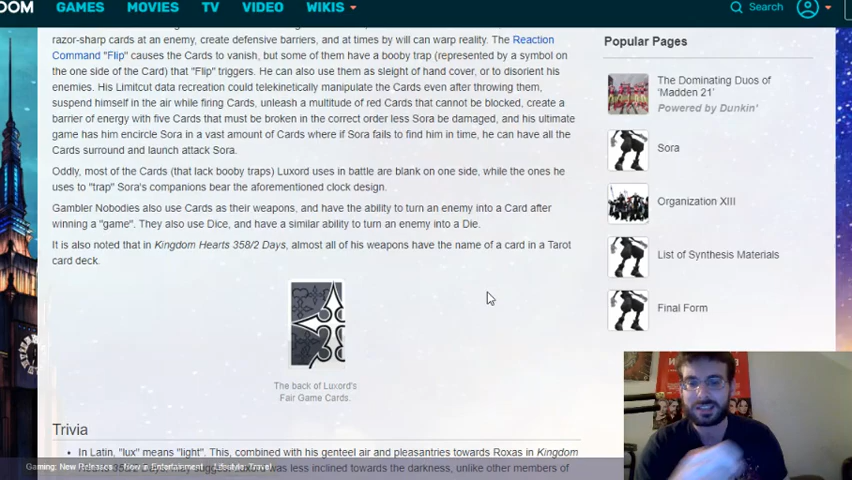 OOM GAMES MOVIES TV VIDEO WIKIS Search
razor-sharp cards at an enemy, create defensive barriers, and at times by will can warp reality. The Reaction
Command "Flip" causes the Cards to vanish, but some of them have a booby trap (represented by a symbol on
the one side of the Card) that "Flip" triggers. He can also use them as sleight of hand cover, or to disorient his
enemies. His Limitcut data recreation could telekinetically manipulate the Cards even after throwing them,
suspend himself in the air while firing Cards, unleash a multitude of red Cards that cannot be blocked, create a
barrier of energy with five Cards that must be broken in the correct order less Sora be damaged, and his ultimate
game has him encircle Sora in a vast amount of Cards where if Sora fails to find him in time, he can have all the
Cards surround and launch attack Sora.
Oddly, most of the Cards (that lack booby traps) Luxord uses in battle are blank on one side, while the ones he
uses to "trap" Sora's companions bear the aforementioned clock design.
Gambler Nobodies also use Cards as their weapons, and have the ability to turn an enemy into a Card after
winning a "game". They also use Dice, and have a similar ability to turn an enemy into a Die.
It is also noted that in Kingdom Hearts 358/2 Days, almost all of his weapons have the name of a card in a Tarot
card deck.
The back of Luxord's
Fair Game Cards.
Trivia
In Latin, "lux" means "light". This, combined with his genteel air and pleasantries towards Roxas in Kingdom
was less inclined towards the darkness, unlike other members of
Gaming: New Releases Now in Entertainment Lifestyle: Travel
Popular Pages
The Dominating Duos of
'Madden 21'
Powered by Dunkin'
Sora
Organization XIII
List of Synthesis Materials
Final Form